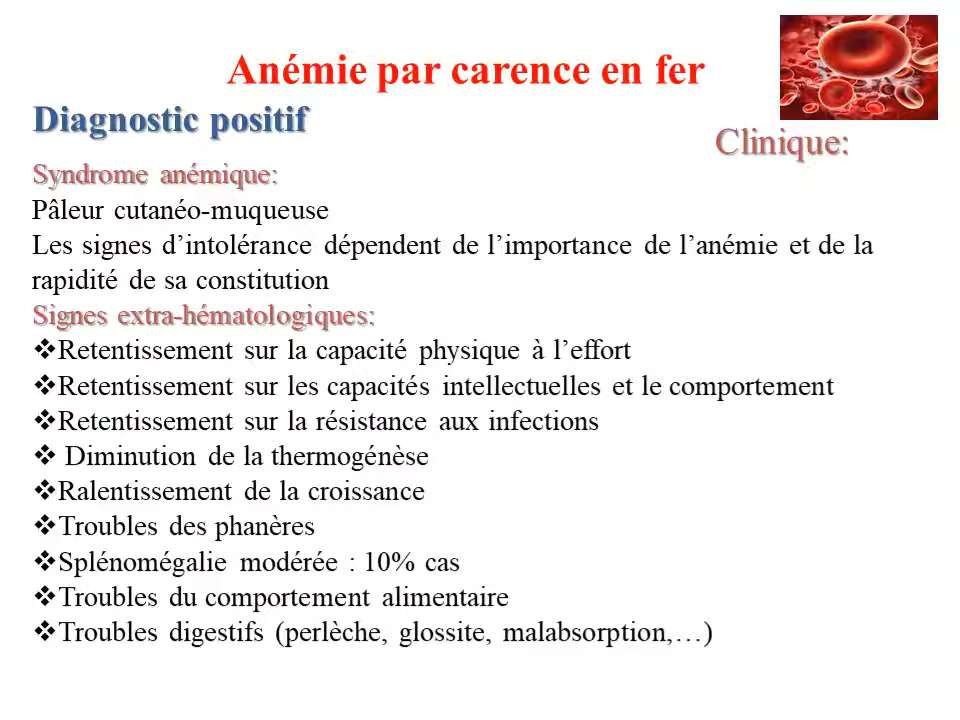 Anémie par carence en fer
Diagnostic positif
Clinique:
Syndrome anémique:
Pâleur cutanéo-muqueuse
Les signes d’intolérance dépendent de l’importance de l’anémie et de la
rapidité de sa constitution
Signes extra-hématologiques:
❖Retentissement sur la capacité physique à l’effort
❖Retentissement sur les capacités intellectuelles et le comportement
❖Retentissement sur la résistance aux infections
❖ Diminution de la thermogénèse
❖Ralentissement de la croissance
❖Troubles des phanères
❖Splénomégalie modérée : 10% cas
❖Troubles du comportement alimentaire
❖Troubles digestifs (perlèche, glossite, malabsorption,…)